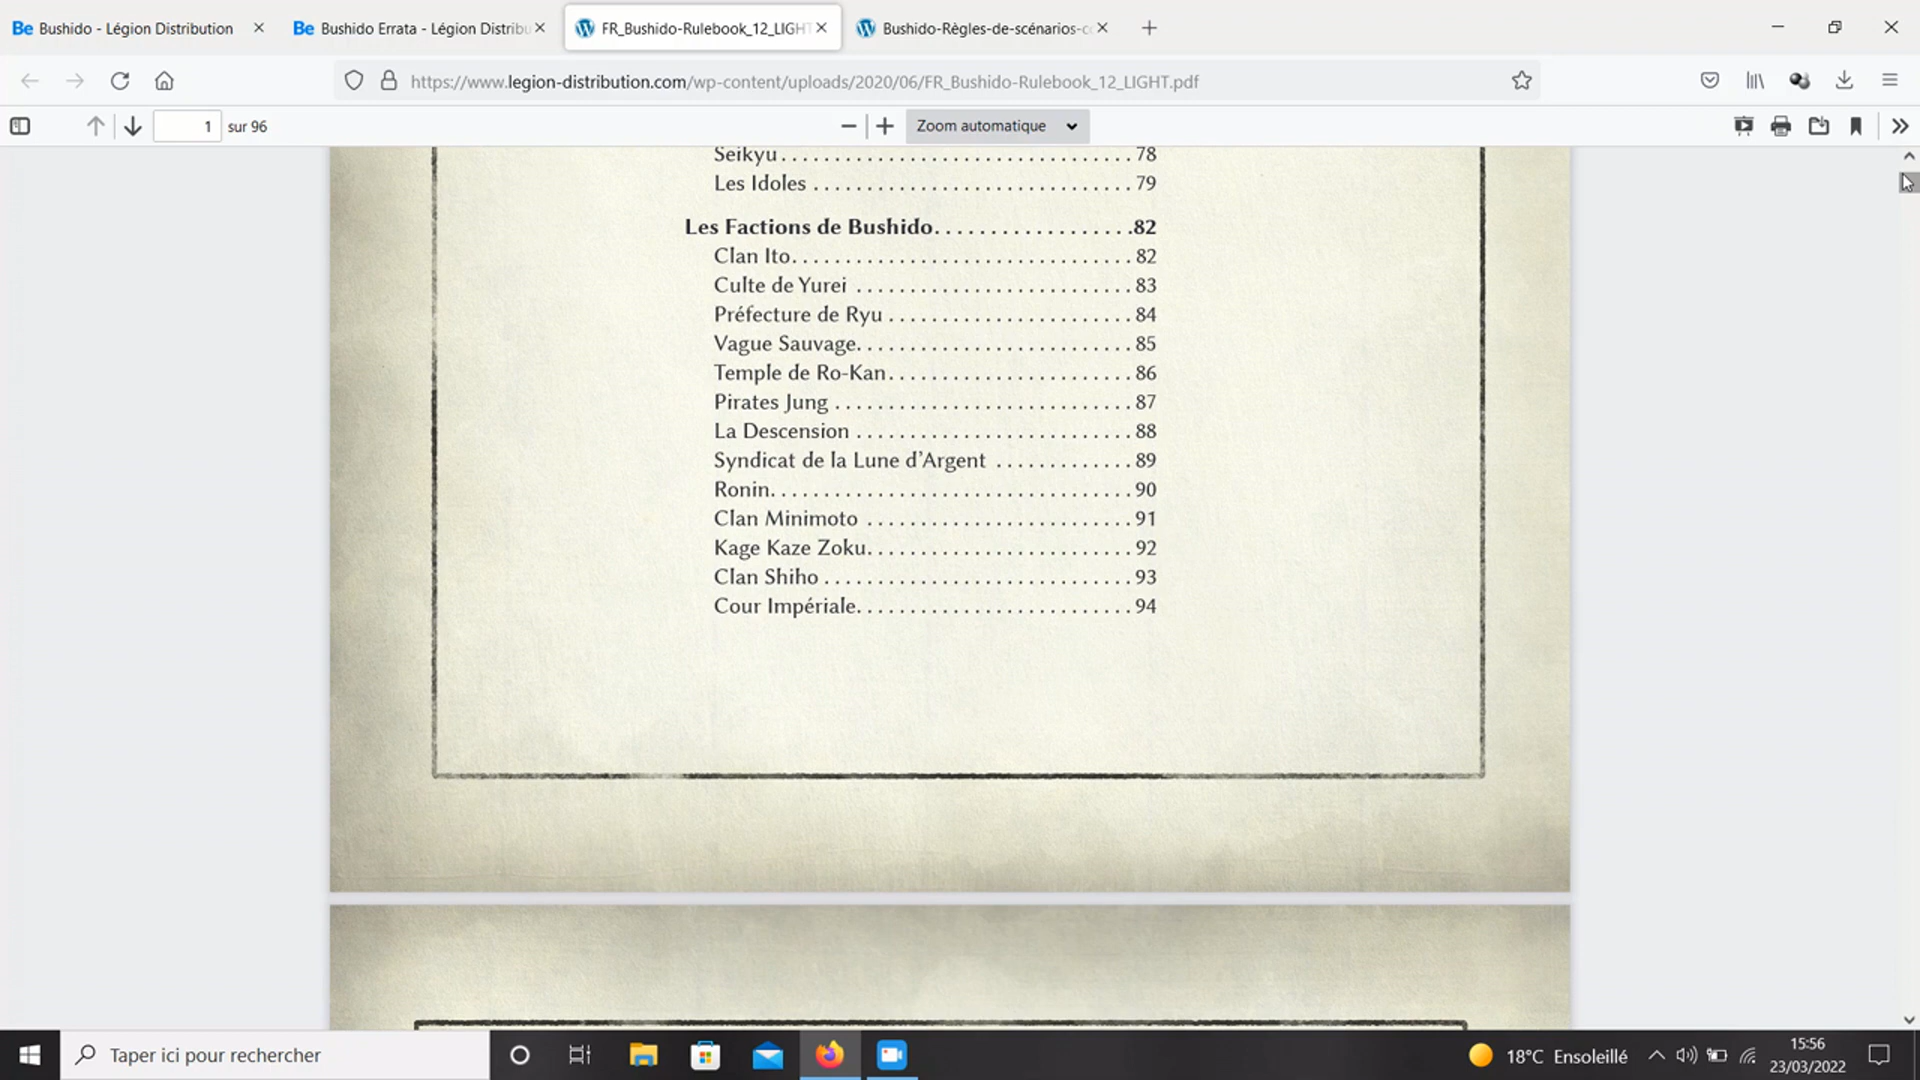 Be Bushido - Légion Distribution
Be Bushido Errata - Légion Distribu
FR_Bushido-Rulebook_12_LIGH
Bushido-Règles-de-scénarios-c
https://www.legion-distribution.com/wp-content/uploads/2020/06/FR_Bushido-Rulebook_12_LIGHT.pdf
1 sur 96
Zoom automatique
Seikyu 78
Les Idoles 79
Les Factions de Bushido 82
Clan Ito 82
Culte de Yurei 83
Préfecture de Ryu 84
Vague Sauvage 85
Temple de Ro-Kan 86
Pirates Jung 87
La Descension 88
Syndicat de la Lune d’Argent 89
Ronin 90
Clan Minimoto 91
Kage Kaze Zoku 92
Clan Shiho 93
Cour Impériale 94
Taper ici pour rechercher
18°C Ensoleillé
15:56
23/03/2022